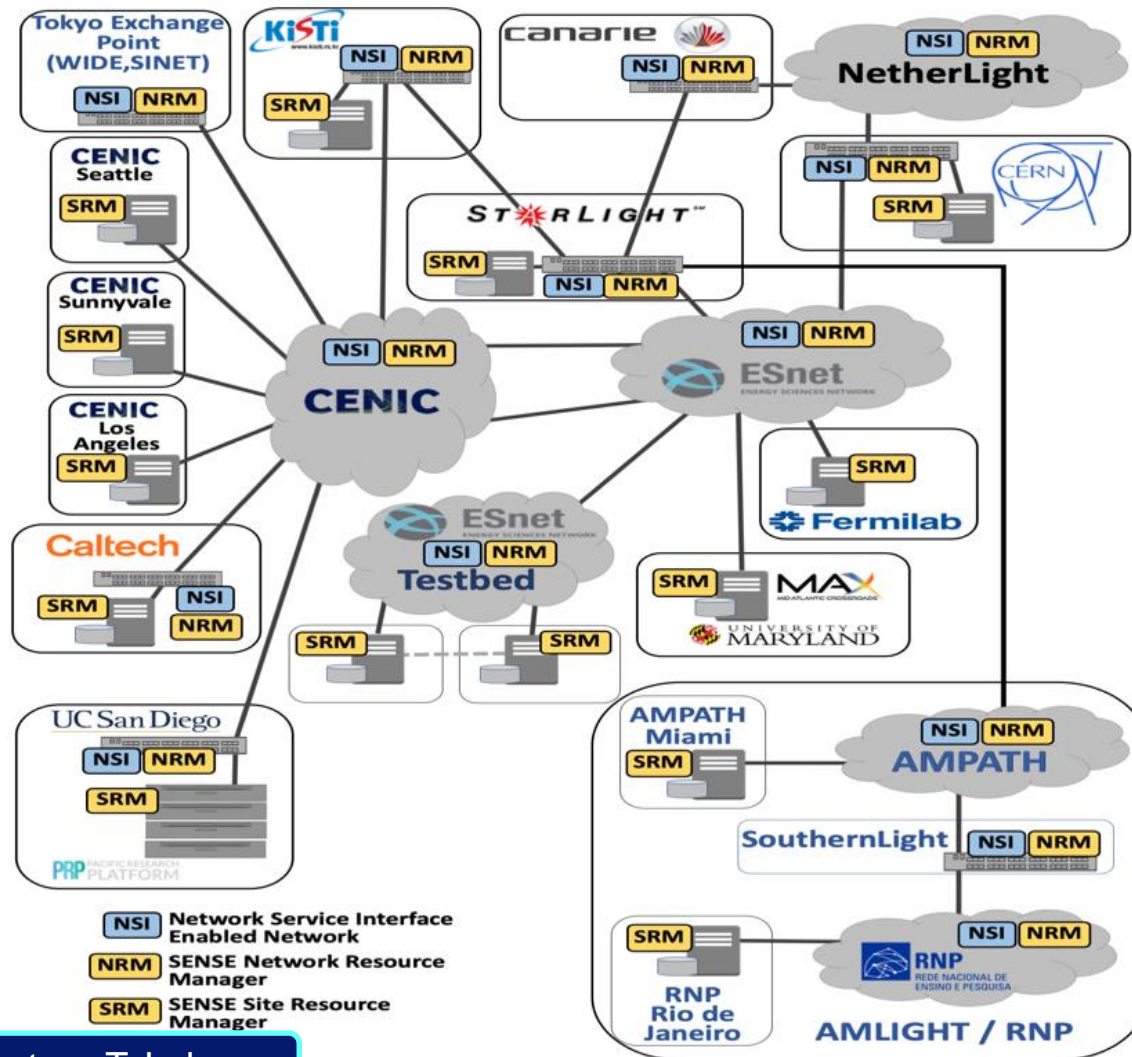 Tokyo Exchange
Point
(WIDE,SINET)
NSI NRM
KiSTi
www.kisti.re.kr
NSI NRM
SRM
canarie
NSI NRM
NSI NRM
NetherLight
CENIC
Seattle
SRM
NSI NRM
SRM
CERN
STARLIGHT SM
SRM
NSI NRM
CENIC
Sunnyvale
SRM
NSI NRM
CENIC
NSI NRM
ESnet
ENERGY SCIENCES NETWORK
CENIC
Los
Angeles
SRM
SRM
Fermilab
Caltech
SRM
NSI
NRM
ESnet
ENERGY SCIENCES NETWORK
NSI NRM
Testbed
SRM
SRM
SRM
MAX
MID-ATLANTIC CROSSROADS
UNIVERSITY OF
MARYLAND
UC San Diego
NSI NRM
SRM
PRP PACIFIC RESEARCH
PLATFORM
AMPATH
Miami
SRM
NSI NRM
AMPATH
SouthernLight
NSI NRM
SRM
RNP
Rio de
Janeiro
NSI NRM
RNP
REDE NACIONAL DE
ENSINO E PESQUISA
AMLIGHT / RNP
NSI Network Service Interface
Enabled Network
NRM SENSE Network Resource
Manager
SRM SENSE Site Resource
Manager